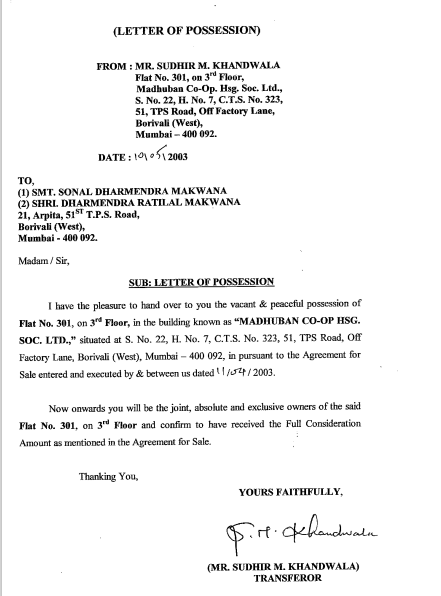 (LETTER OF POSSESSION)
FROM : MR. SUDHIR M. KHANDWALA
Flat No. 301, on 3rd Floor,
Madhuban Co-Op. Hsg. Soc. Ltd.,
S. No. 22, H. No. 7, C.T.S. No. 323,
51, TPS Road, Off Factory Lane,
Borivali (West),
Mumbai – 400 092.
DATE : 10/05/2003
TO,
(1) SMT. SONAL DHARMENDRA MAKWANA
(2) SHRI. DHARMENDRA RATILAL MAKWANA
21, Arpita, 51ST T.P.S. Road,
Borivali (West),
Mumbai - 400 092.
Madam / Sir,
SUB: LETTER OF POSSESSION
I have the pleasure to hand over to you the vacant & peaceful possession of
Flat No. 301, on 3rd Floor, in the building known as “MADHUBAN CO-OP HSG.
SOC. LTD.,” situated at S. No. 22, H. No. 7, C.T.S. No. 323, 51, TPS Road, Off
Factory Lane, Borivali (West), Mumbai – 400 092, in pursuant to the Agreement for
Sale entered and executed by & between us dated 11/04/2003.
Now onwards you will be the joint, absolute and exclusive owners of the said
Flat No. 301, on 3rd Floor and confirm to have received the Full Consideration
Amount as mentioned in the Agreement for Sale.
Thanking You,
YOURS FAITHFULLY,
S. M. Khandwala
(MR. SUDHIR M. KHANDWALA)
TRANSFEROR